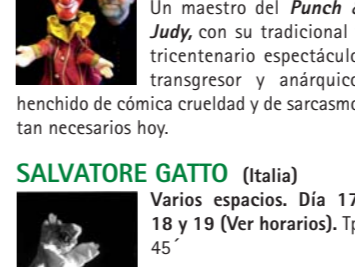 Un maestro del Punch &
Judy, con su tradicional
tricentenario espectáculo
transgresor y anárquico
henchido de cómica crueldad y de sarcasmo
tan necesarios hoy.
SALVATORE GATTO (Italia)
Varios espacios. Día 17
18 y 19 (Ver horarios). Tp
45´